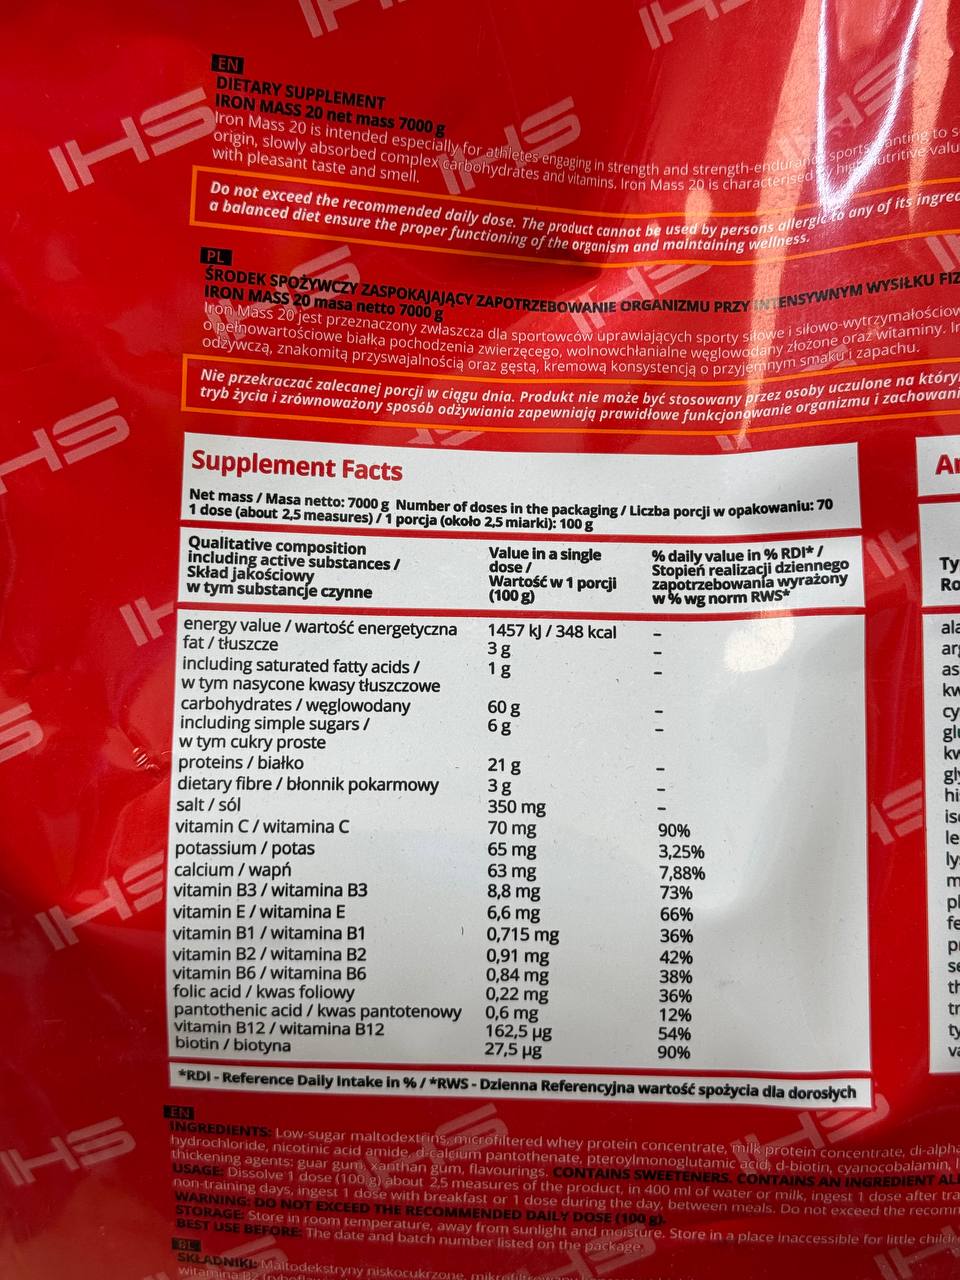 IHS
EN
DIETARY SUPPLEMENT
IRON MASS 20 net mass 7000 g
Iron Mass 20 is intended especially for athletes engaging in strength and strength-endurance sports, wanting to
origin, slowly absorbed complex carbohydrates and vitamins. Iron Mass 20 is characterised by high nutritive
with pleasant taste and smell.
Do not exceed the recommended daily dose. The product cannot be used by persons allergic to any of its
a balanced diet ensure the proper functioning of the organism and maintaining wellness.
PL
ŚRODEK SPOŻYWCZY ZASPOKAJAJĄCY ZAPOTRZEBOWANIE ORGANIZMU PRZY INTENSYWNYM WYSIŁKU
IRON MASS 20 masa netto 7000 g
Iron Mass 20 jest przeznaczony zwłaszcza dla sportowców uprawiających sporty siłowe i
o pełnowartościowe białka pochodzenia zwierzęcego, wolnowchłanialne węglowodany złożone oraz witaminy.
odżywczą, znakomitą przyswajalnością oraz gęstą, kremową konsystencją o przyjemnym smaku i zapachu.
Nie przekraczać zalecanej porcji w ciągu dnia. Produkt nie może być stosowany przez osoby uczulone na
tryb życia i zrównoważony sposób odżywiania zapewniają prawidłowe funkcjonowanie organizmu i
Supplement Facts
Net mass / Masa netto: 7000 g Number of doses in the packaging / Liczba porcji w opakowaniu: 70
1 dose (about 2,5 measures) / 1 porcja (około 2,5 miarki): 100 g
Qualitative composition
including active substances /
Skład jakościowy
w tym substancje czynne
Value in a single
dose /
Wartość w 1 porcji
(100 g)
% daily value in % RDI* /
Stopień realizacji dziennego
zapotrzebowania wyrażony
w % wg norm RWS*
energy value / wartość energetyczna 1457 kJ / 348 kcal –
fat / tłuszcze 3 g –
including saturated fatty acids / 1 g –
w tym nasycone kwasy tłuszczowe
carbohydrates / węglowodany 60 g –
including simple sugars / 6 g –
w tym cukry proste
proteins / białko 21 g –
dietary fibre / błonnik pokarmowy 3 g –
salt / sól 350 mg –
vitamin C / witamina C 70 mg 90%
potassium / potas 65 mg 3,25%
calcium / wapń 63 mg 7,88%
vitamin B3 / witamina B3 8,8 mg 73%
vitamin E / witamina E 6,6 mg 66%
vitamin B1 / witamina B1 0,715 mg 36%
vitamin B2 / witamina B2 0,91 mg 42%
vitamin B6 / witamina B6 0,84 mg 38%
folic acid / kwas foliowy 0,22 mg 36%
pantothenic acid / kwas pantotenowy 0,6 mg 12%
vitamin B12 / witamina B12 162,5 µg 54%
biotin / biotyna 27,5 µg 90%
*RDI - Reference Daily Intake in % / *RWS - Dzienna Referencyjna wartość spożycia dla dorosłych
EN
INGREDIENTS: Low-sugar maltodextrins, microfiltered whey protein concentrate, milk protein concentrate,
hydrochloride, nicotinic acid amide, d-calcium pantothenate, pteroylmonoglutamic acid, d-biotin, cyanocobalamin,
thickening agents: guar gum, xanthan gum, flavourings. CONTAINS SWEETENERS. CONTAINS AN INGREDIENT
USAGE: Dissolve 1 dose (100 g) about 2,5 measures of the product, in 400 ml of water or milk, ingest 1 dose after
non-training days, ingest 1 dose with breakfast or 1 dose during the day, between meals. Do not exceed the
WARNING: DO NOT EXCEED THE RECOMMENDED DAILY DOSE (100 g).
STORAGE: Store in room temperature, away from sunlight and moisture. Store in a place inaccessible for little
BEST USE BEFORE: The date and batch number listed on the package.
SKŁADNIKI: Maltodekstryny niskocukrzone,